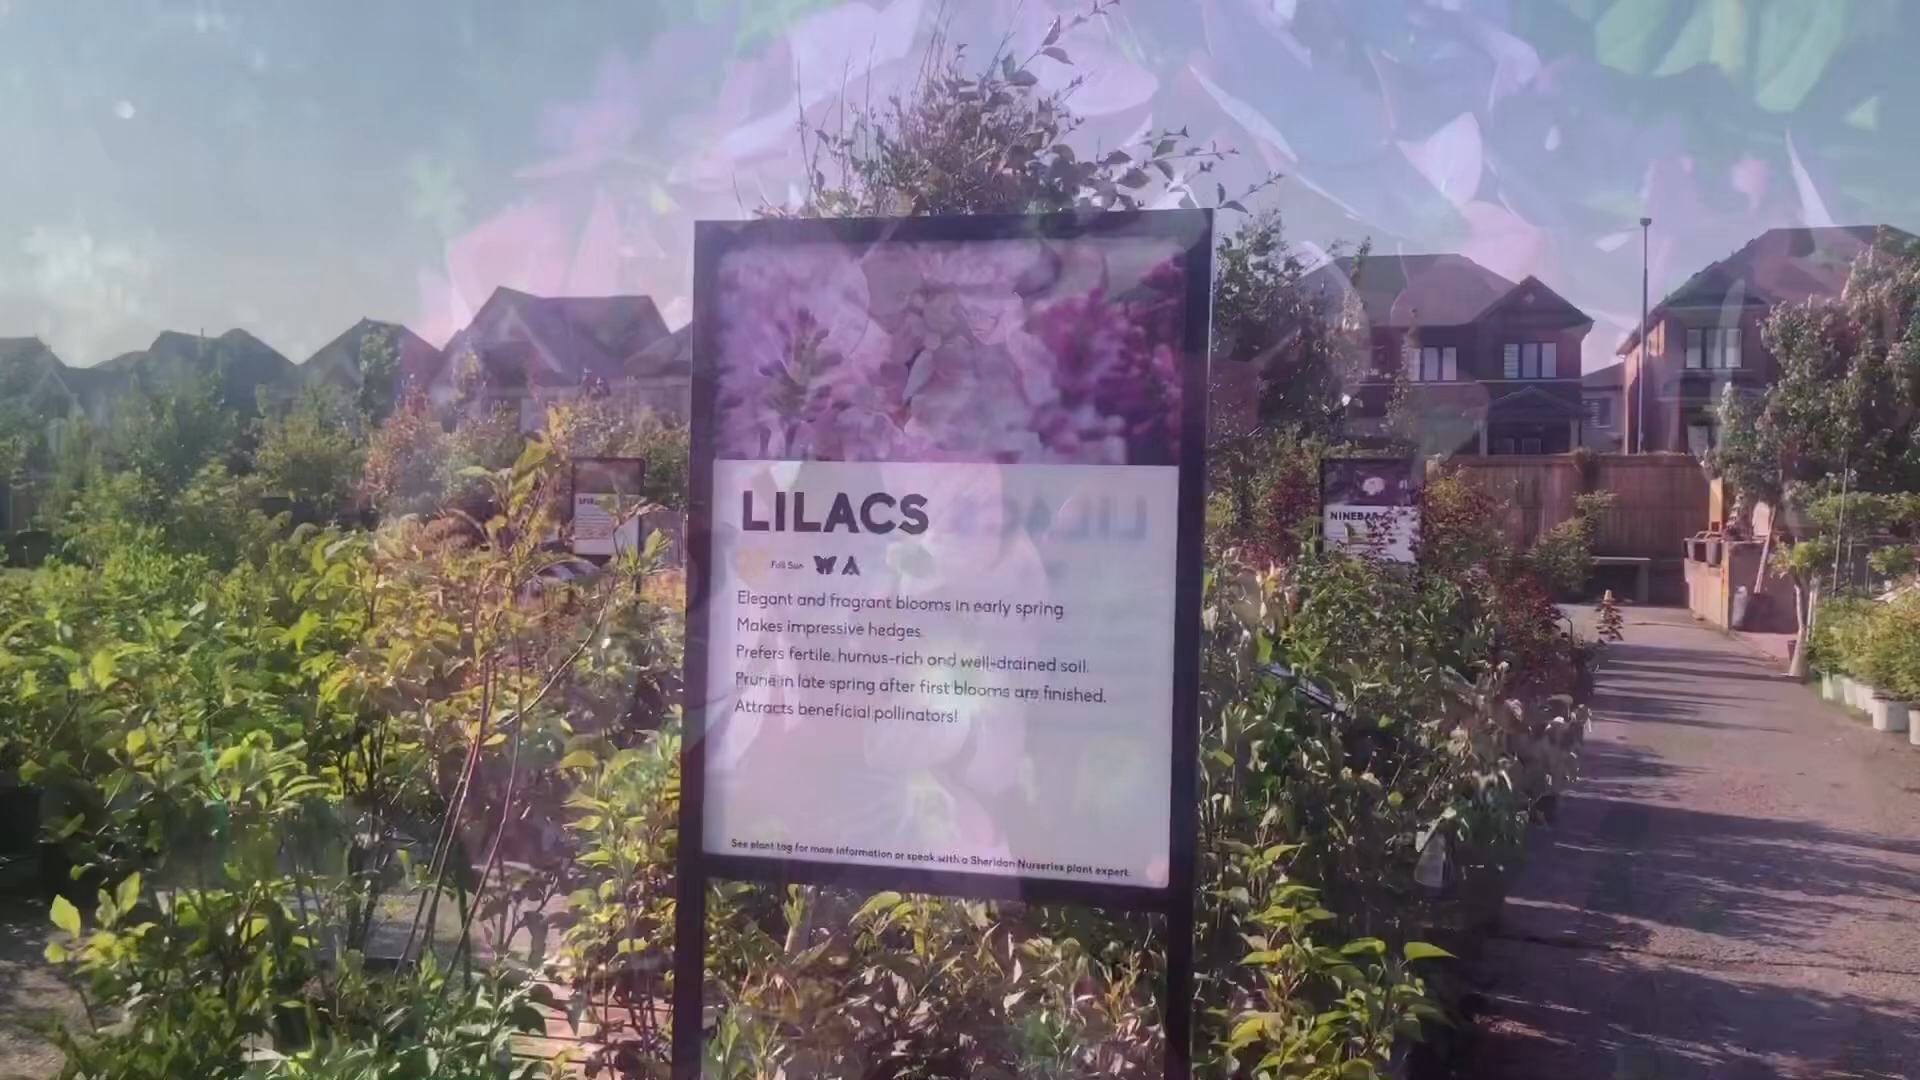 LILACS
Full Sun
Elegant and fragrant blooms in early spring
Makes impressive hedges.
Prefers fertile, humus-rich and well-drained soil.
Prune in late spring after first blooms are finished.
Attracts beneficial pollinators!
See plant tag for more information or speak with a Sheridan Nurseries plant expert.